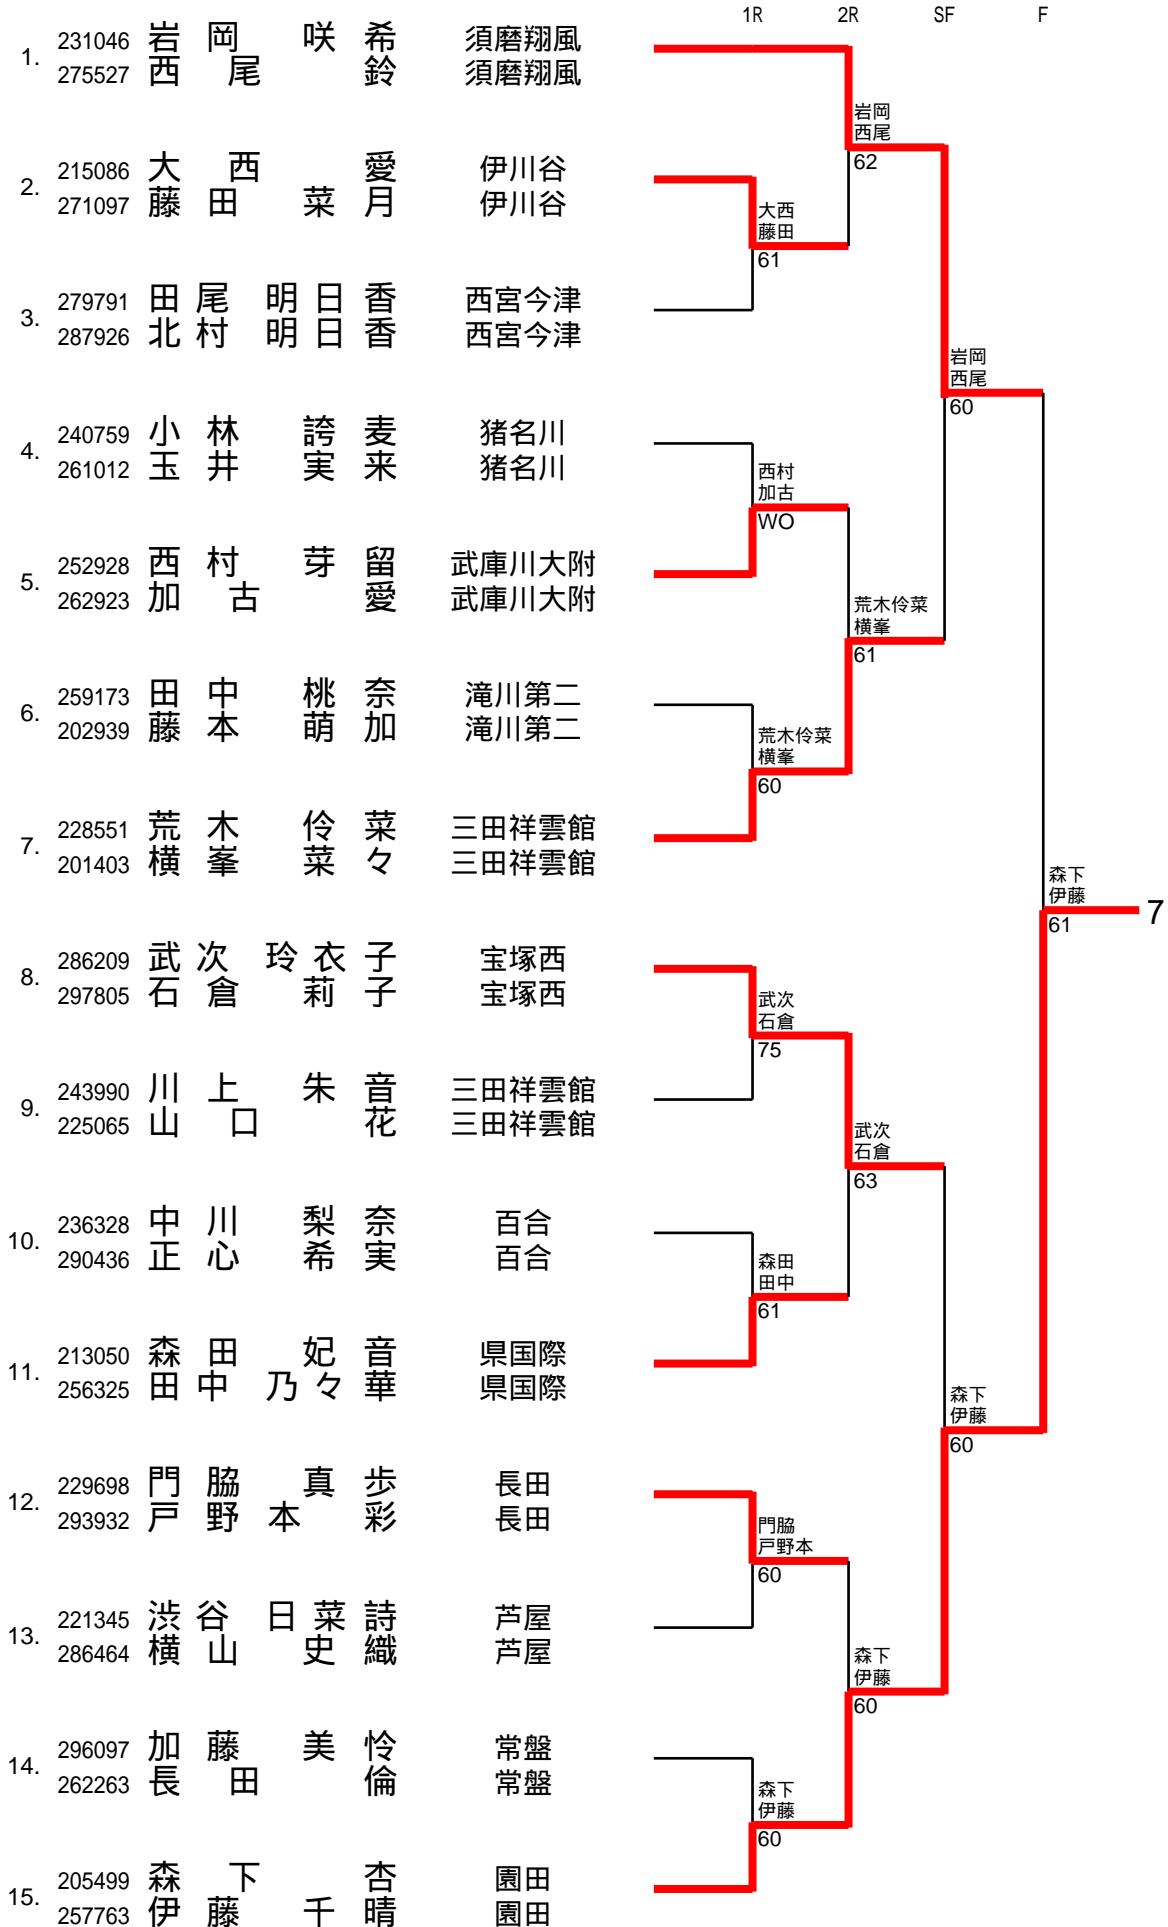 1R 2R SF F
1. 231046 岩岡 咲希 須磨翔風
275527 西尾 鈴 須磨翔風
岩岡
西尾
62
2. 215086 大西 愛 伊川谷
271097 藤田 菜月 伊川谷
大西
藤田
61
3. 279791 田尾 明日香 西宮今津
287926 北村 明日香 西宮今津
岩岡
西尾
60
4. 240759 小林 誇麦 猪名川
261012 玉井 実来 猪名川
西村
加古
WO
5. 252928 西村 芽留 武庫川大附
262923 加古 愛 武庫川大附
荒木伶菜
横峯
61
6. 259173 田中 桃奈 滝川第二
202939 藤本 萌加 滝川第二
荒木伶菜
横峯
60
7. 228551 荒木 伶菜 三田祥雲館
201403 横峯 菜々 三田祥雲館
森下
伊藤
61
7
8. 286209 武次 玲衣子 宝塚西
297805 石倉 莉子 宝塚西
武次
石倉
75
9. 243990 川上 朱音 三田祥雲館
225065 山口 花 三田祥雲館
武次
石倉
63
10. 236328 中川 梨奈 百合
290436 正心 希実 百合
森田
田中
61
11. 213050 森田 妃音 県国際
256325 田中 乃々華 県国際
森下
伊藤
60
12. 229698 門脇 真歩 長田
293932 戸野本 彩 長田
門脇
戸野本
60
13. 221345 渋谷 日菜詩 芦屋
286464 横山 史織 芦屋
森下
伊藤
60
14. 296097 加藤 美怜 常盤
262263 長田 倫 常盤
森下
伊藤
60
15. 205499 森下 杏 園田
257763 伊藤 千晴 園田